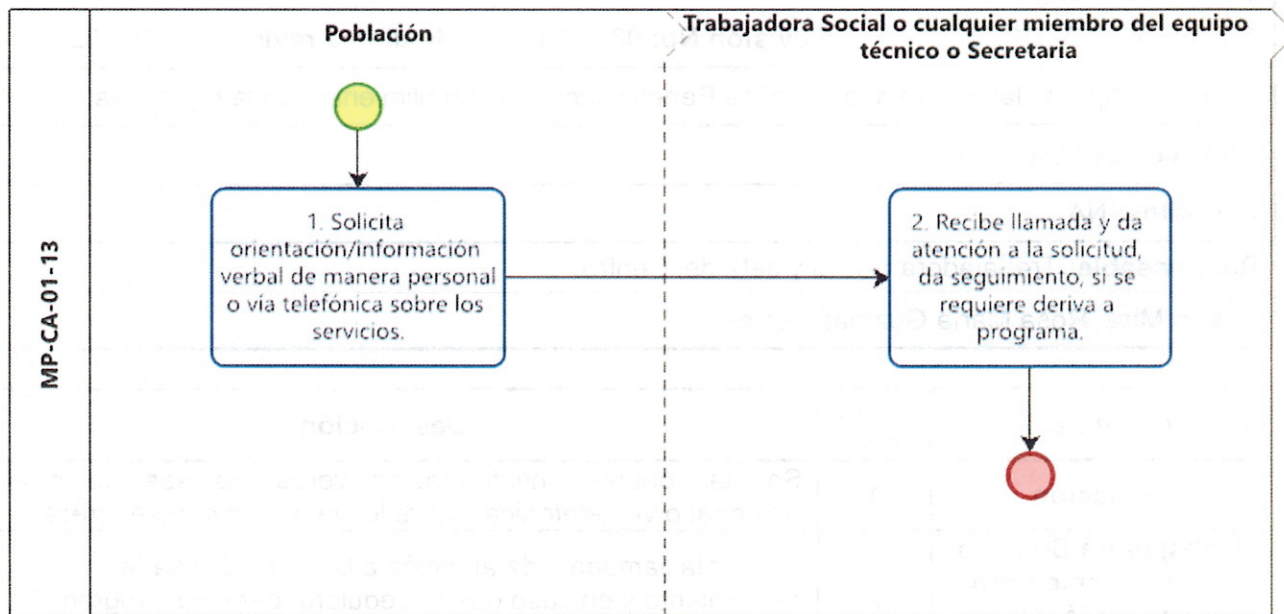 Población
Trabajadora Social o cualquier miembro del equipo
técnico o Secretaria
MP-CA-01-13
1. Solicita
orientación/información
verbal de manera personal
o vía telefónica sobre los
servicios.
2. Recibe llamada y da
atención a la solicitud,
da seguimiento, si se
requiere deriva a
programa.